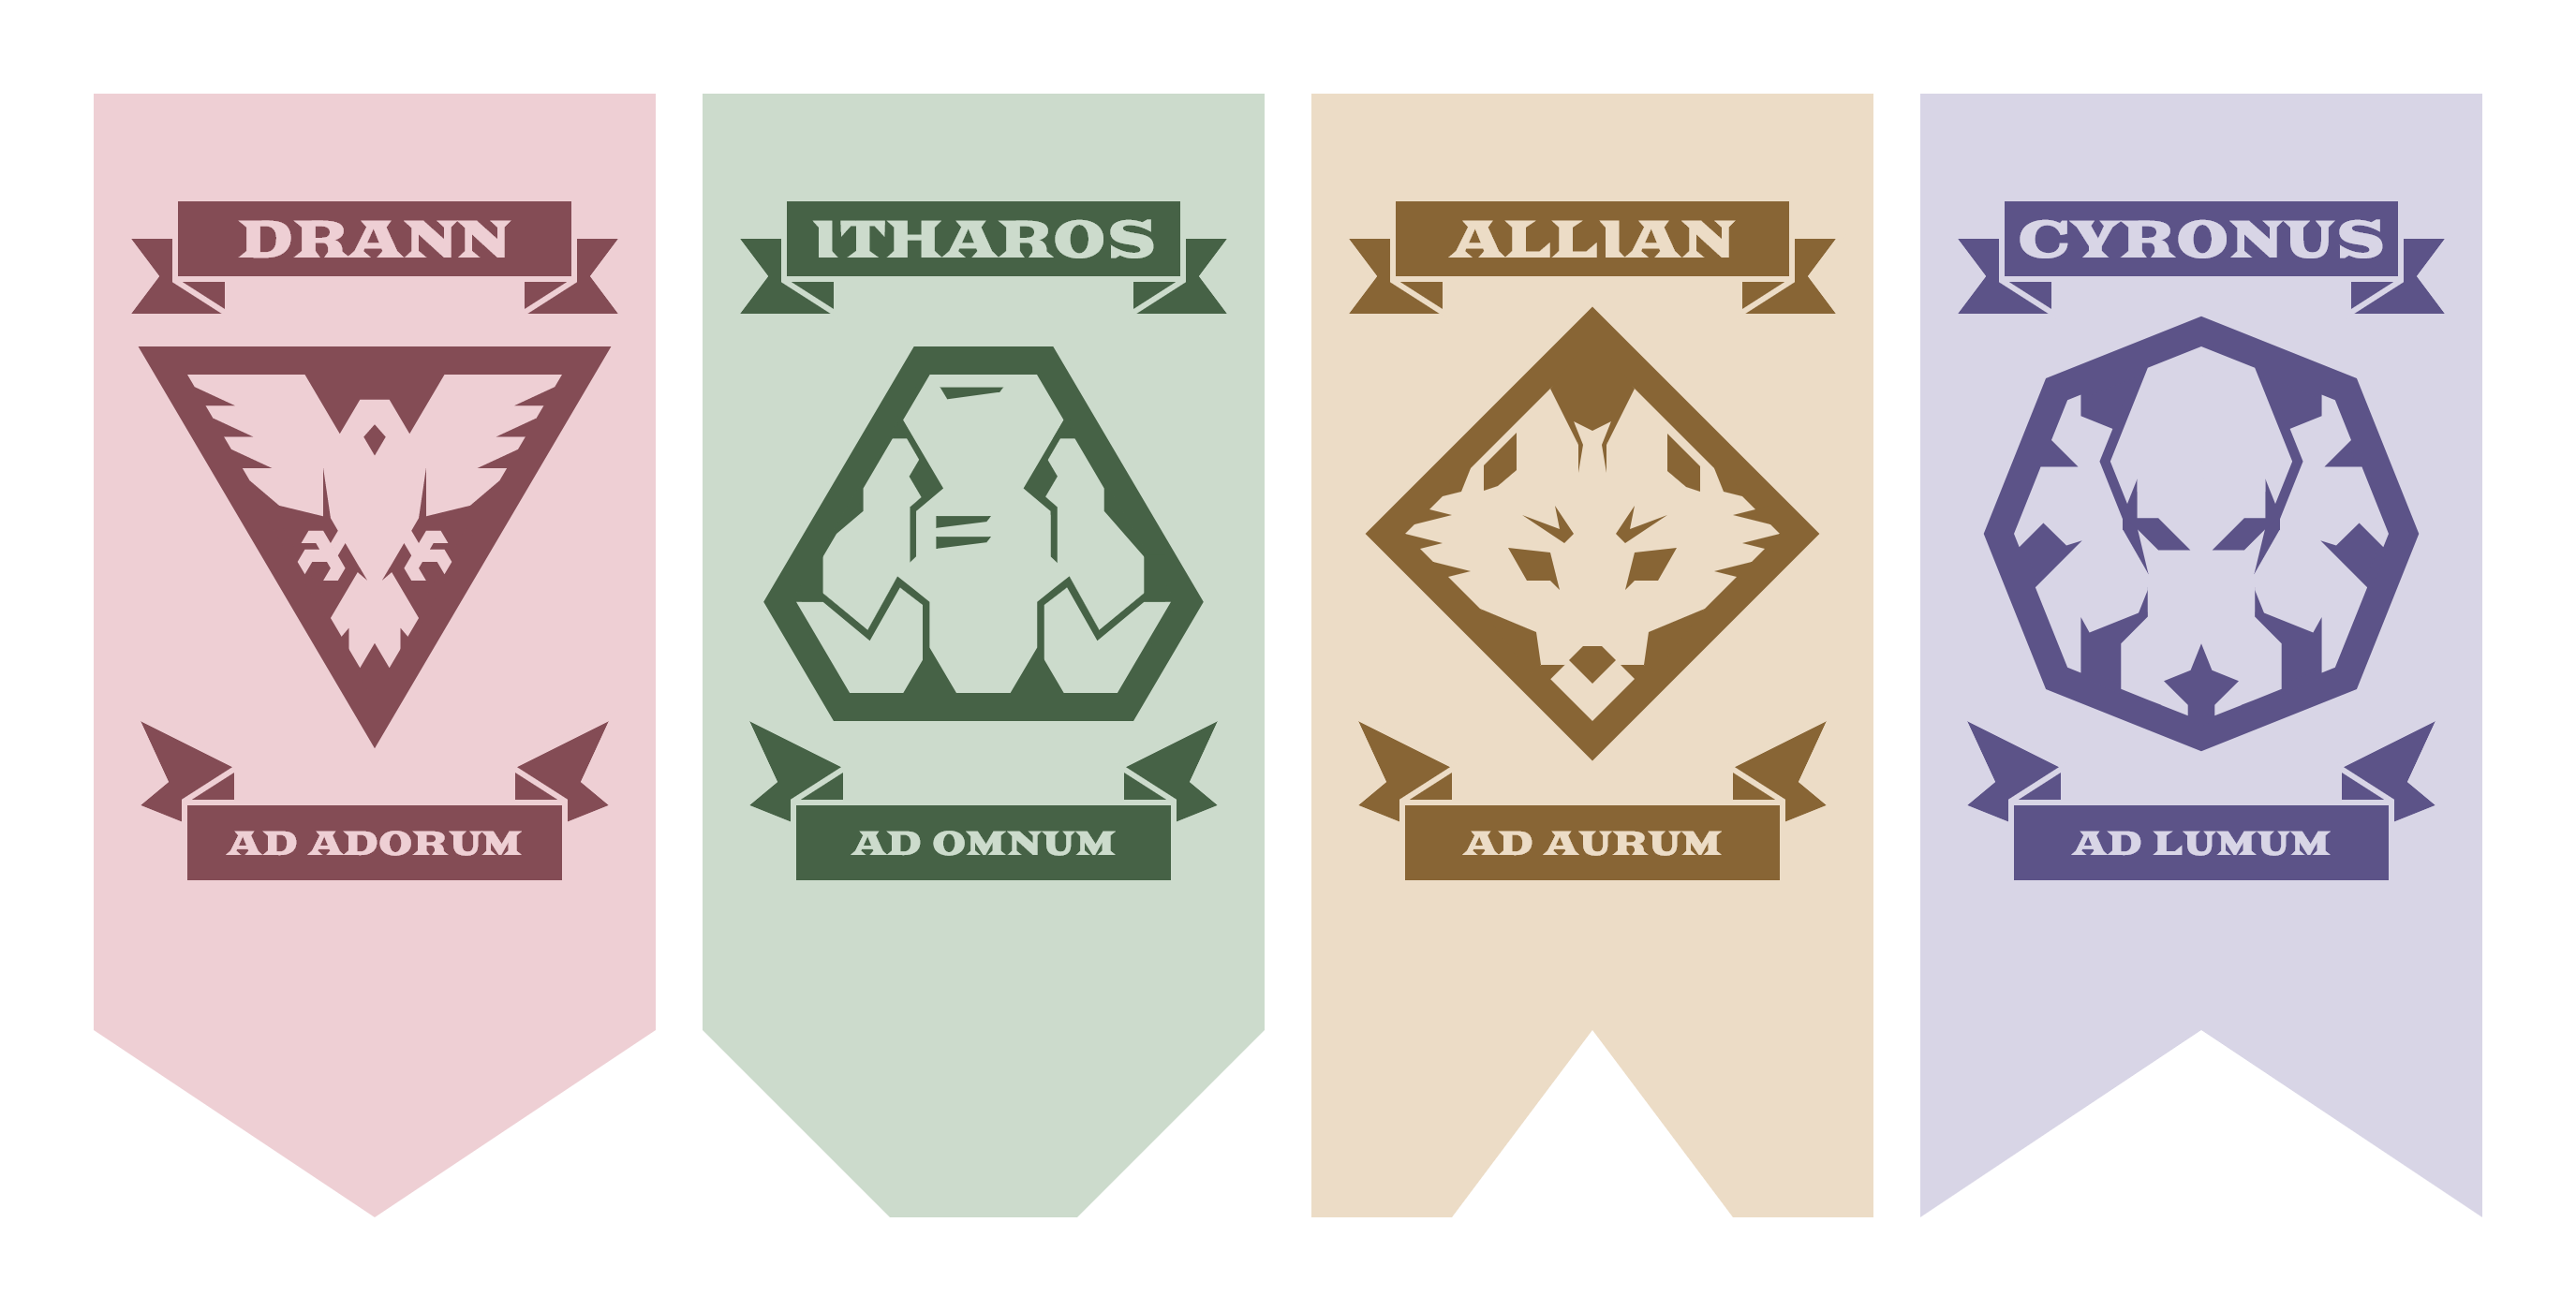 DRANN
AD ADORUM
ITHAROS
AD OMNUM
ALLIAN
AD AURUM
CYRONUS
AD LUMUM